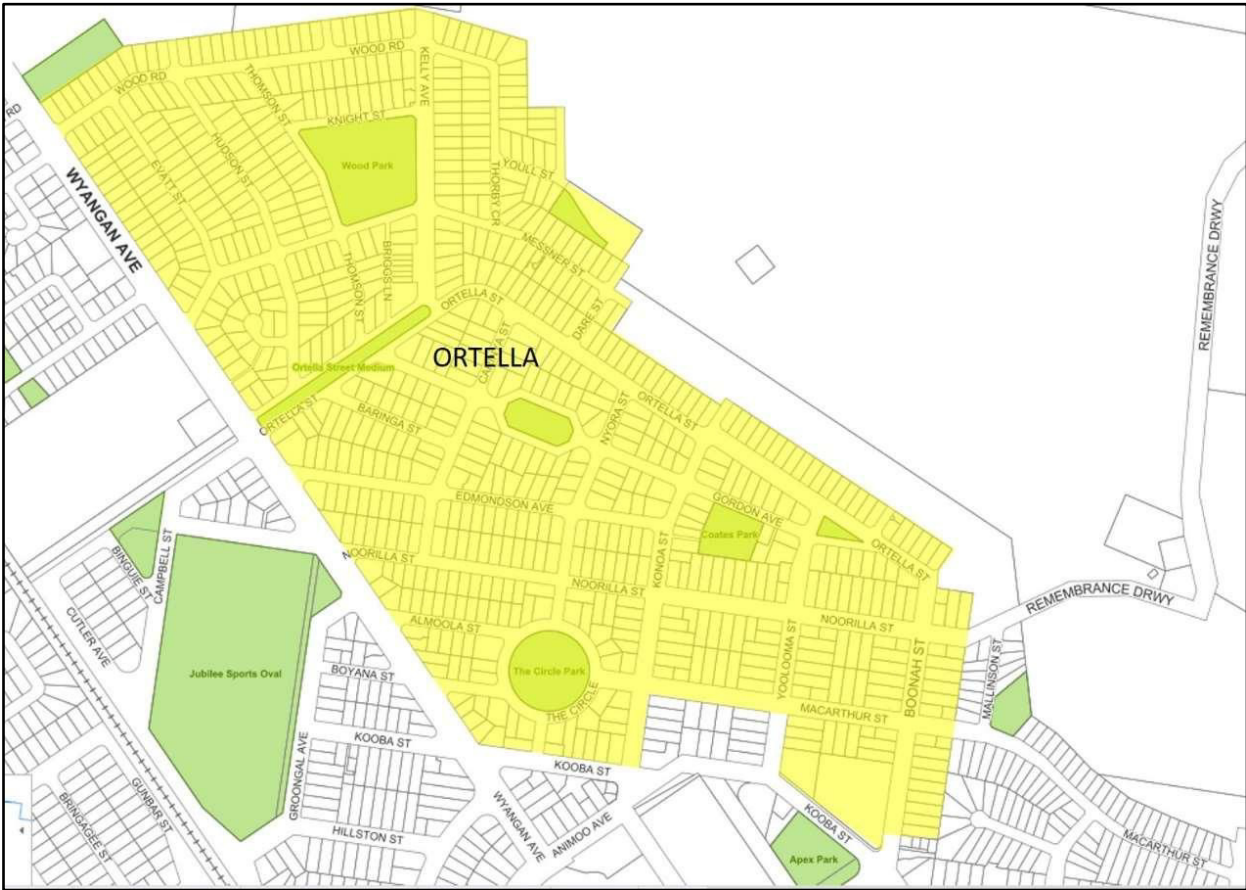 WOOD RD
WOOD RD
KELLY AVE
THOMSON ST
KNIGHT ST
RD
HUDSON ST
Wood Park
EVATT ST
YOULL ST
THORBY CR
WYANGAN AVE
MESSNER ST
BRIGGS LN
THOMSON ST
REMEMBRANCE DRWY
REMEMBRANCE DRWY
ORTELLA ST
DARE ST
ORTELLA
Ortella Street Medium
ORTELLA ST
BARINGA ST
NYORA ST
ORTELLA ST
EDMONDSON AVE
GORDON AVE
Coates Park
ORTELLA ST
NOORILLA ST
KONOA ST
NOORILLA ST
NOORILLA ST
CAMPBELL ST
BINGUIE ST
CUTLER AVE
ALMOOLA ST
YOOLOOMA ST
BOONAH ST
MALLINSON ST
Jubilee Sports Oval
BOYANA ST
The Circle Park
THE CIRCLE
MACARTHUR ST
KOOBA ST
KOOBA ST
GROONGAL AVE
GUNBAR ST
BRINGAGEE ST
HILLSTON ST
WYANGAN AVE
ANIMOO AVE
KOOBA ST
Apex Park
MACARTHUR ST